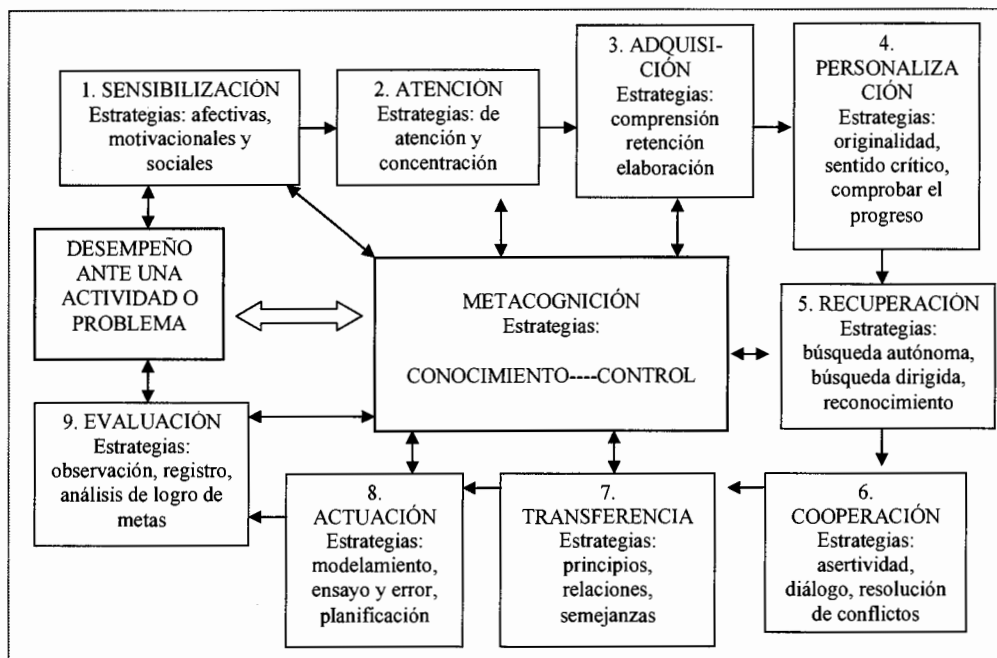 1. SENSIBILIZACIÓN
Estrategias: afectivas,
motivacionales y
sociales
2. ATENCIÓN
Estrategias: de
atención y
concentración
3. ADQUISI-
CIÓN
Estrategias:
comprensión
retención
elaboración
4.
PERSONALIZA
CIÓN
Estrategias:
originalidad,
sentido crítico,
comprobar el
progreso
DESEMPEÑO
ANTE UNA
ACTIVIDAD O
PROBLEMA
METACOGNICIÓN
Estrategias:
CONOCIMIENTO----CONTROL
5. RECUPERACIÓN
Estrategias:
búsqueda autónoma,
búsqueda dirigida,
reconocimiento
9. EVALUACIÓN
Estrategias:
observación, registro,
análisis de logro de
metas
8.
ACTUACIÓN
Estrategias:
modelamiento,
ensayo y error,
planificación
7.
TRANSFERENCIA
Estrategias:
principios,
relaciones,
semejanzas
6.
COOPERACIÓN
Estrategias:
asertividad,
diálogo, resolución
de conflictos